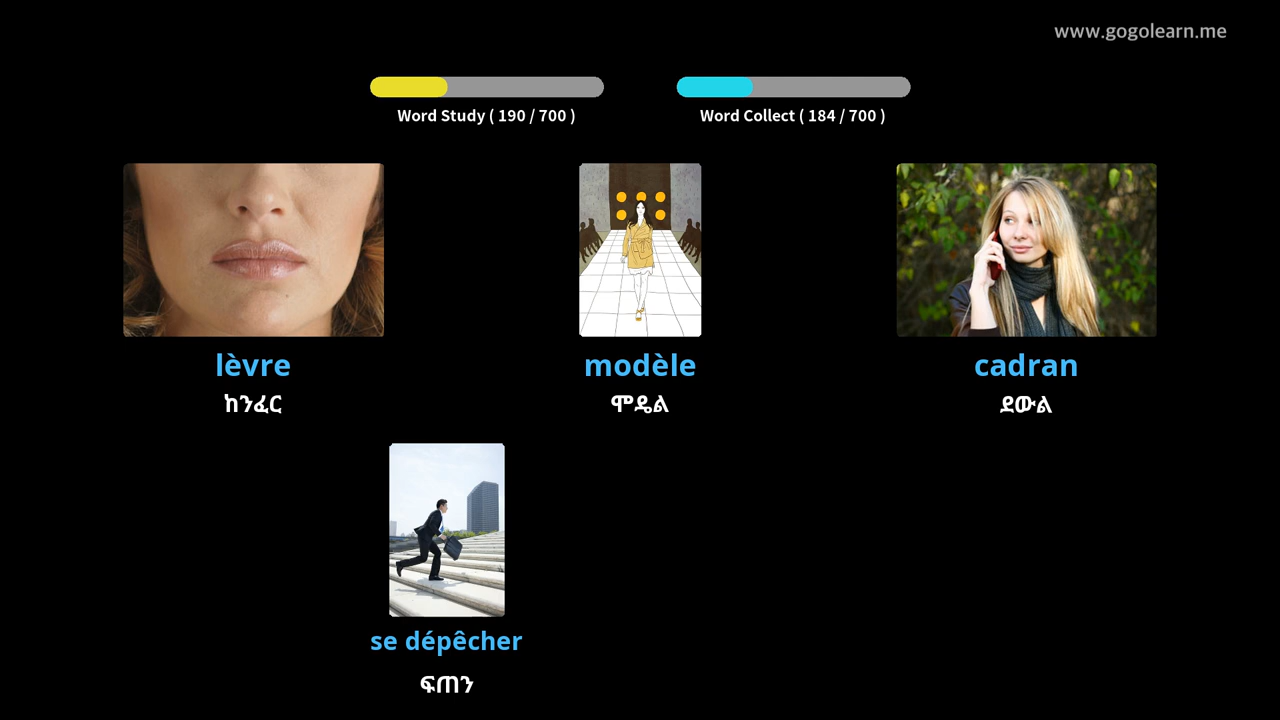 www.gogolearn.me
Word Study ( 190 / 700 )
Word Collect ( 184 / 700 )
lèvre
ከንፈር
modèle
ሞዴል
cadran
ደውል
se dépêcher
ፍጠን